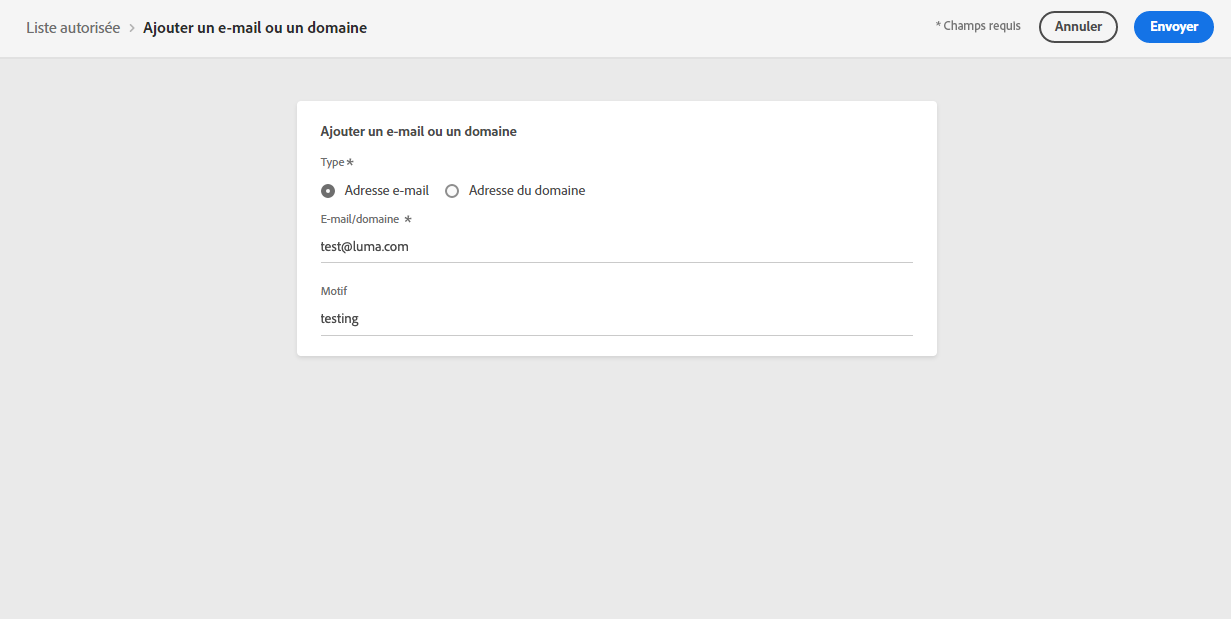 Liste autorisée > Ajouter un e-mail ou un domaine
* Champs requis
Annuler
Envoyer
Ajouter un e-mail ou un domaine
Type *
Adresse e-mail
Adresse du domaine
E-mail/domaine *
test@luma.com
Motif
testing